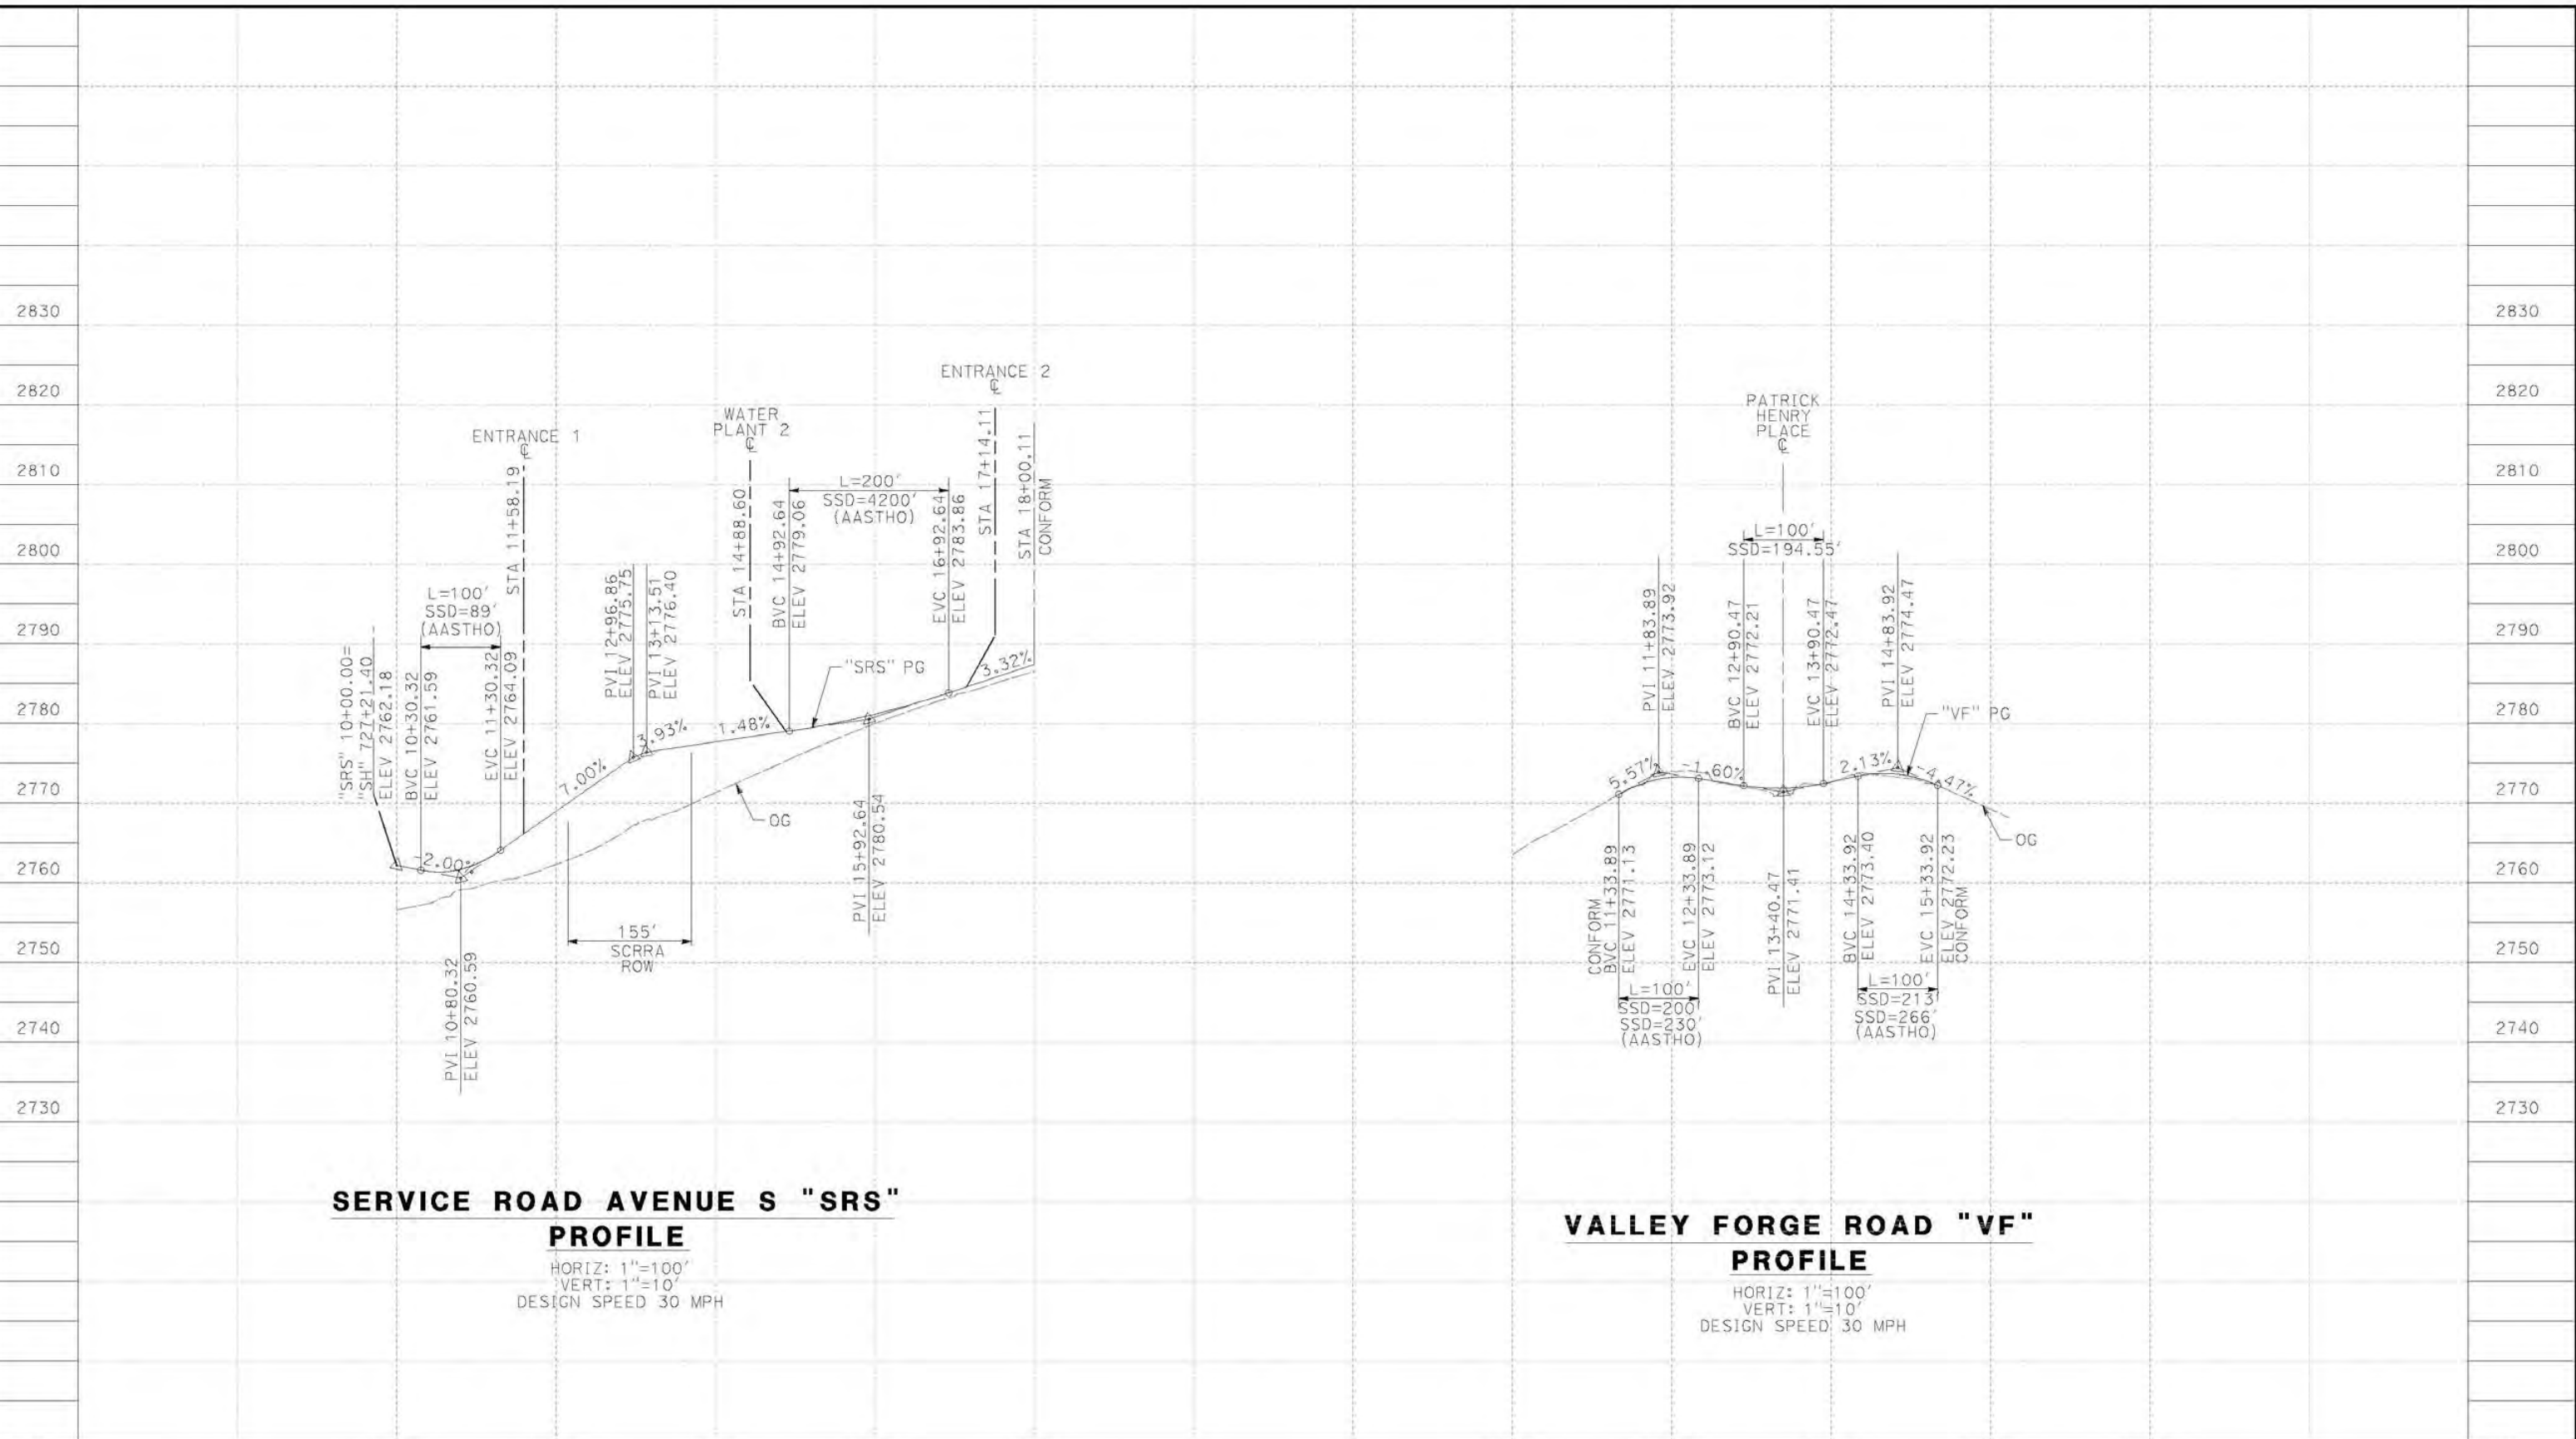 2830
2820
2810
2800
2790
2780
2770
2760
2750
2740
2730
"SRS" 10+00.00=
"SH" 727+21.40
ELEV 2762.18
BVC 10+30.32
ELEV 2761.59
L=100'
SSD=89'
(AASTHO)
EVC 11+30.32
ELEV 2764.09
ENTRANCE 1
℄
STA 11+58.19
-2.00%
PVI 10+80.32
ELEV 2760.59
7.00%
155'
SCRRA
ROW
PVI 12+96.86
ELEV 2775.75
PVI 13+13.51
ELEV 2776.40
3.93%
1.48%
WATER
PLANT 2
℄
STA 14+88.60
BVC 14+92.64
ELEV 2779.06
L=200'
SSD=4200'
(AASTHO)
"SRS" PG
OG
PVI 15+92.64
ELEV 2780.54
EVC 16+92.64
ELEV 2783.86
ENTRANCE 2
℄
STA 17+14.11
STA 18+00.11
CONFORM
3.32%
SERVICE ROAD AVENUE S "SRS"
PROFILE
HORIZ: 1"=100'
VERT: 1"=10'
DESIGN SPEED 30 MPH
5.57%
CONFORM
BVC 11+33.89
ELEV 2771.13
PVI 11+83.89
ELEV 2773.92
L=100'
SSD=200'
SSD=230'
(AASTHO)
EVC 12+33.89
ELEV 2773.12
-1.60%
BVC 12+90.47
ELEV 2772.21
PATRICK
HENRY
PLACE
℄
L=100'
SSD=194.55'
PVI 13+40.47
ELEV 2771.41
EVC 13+90.47
ELEV 2772.47
2.13%
BVC 14+33.92
ELEV 2773.40
PVI 14+83.92
ELEV 2774.47
"VF" PG
-4.47%
OG
EVC 15+33.92
ELEV 2772.23
CONFORM
L=100'
SSD=213'
SSD=266'
(AASTHO)
VALLEY FORGE ROAD "VF"
PROFILE
HORIZ: 1"=100'
VERT: 1"=10'
DESIGN SPEED 30 MPH
2830
2820
2810
2800
2790
2780
2770
2760
2750
2740
2730